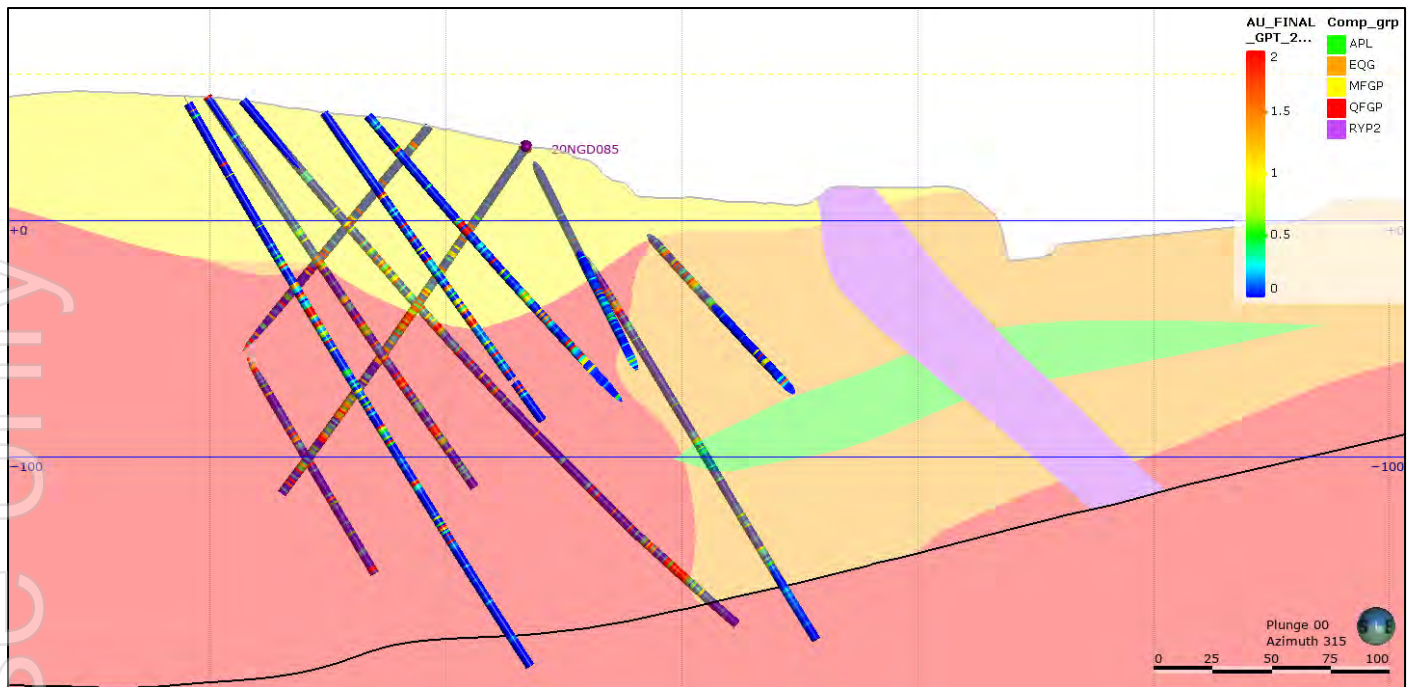 AU_FINAL
_GPT_2...
2
1.5
1
0.5
0
Comp_grp
APL
EQG
MFGP
QFGP
RYP2
20NGD085
+0
+0
-100
-100
Plunge 00
Azimuth 315
0 25 50 75 100